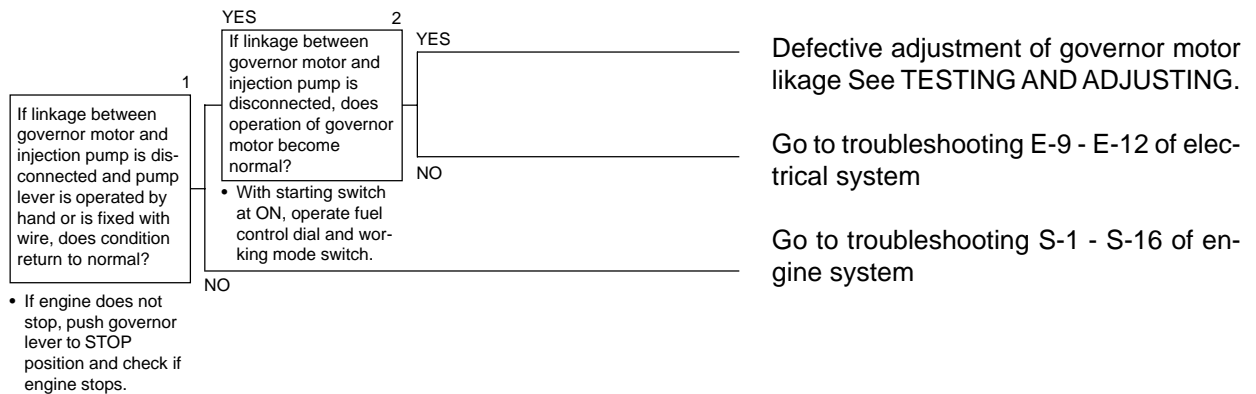 1
If linkage between
governor motor and
injection pump is dis-
connected and pump
lever is operated by
hand or is fixed with
wire, does condition
return to normal?
• If engine does not
stop, push governor
lever to STOP
position and check if
engine stops.
YES
2
If linkage between
governor motor and
injection pump is
disconnected, does
operation of governor
motor become
normal?
• With starting switch
at ON, operate fuel
control dial and wor-
king mode switch.
NO
YES
NO
Defective adjustment of governor motor
likage See TESTING AND ADJUSTING.
Go to troubleshooting E-9 - E-12 of elec-
trical system
Go to troubleshooting S-1 - S-16 of en-
gine system